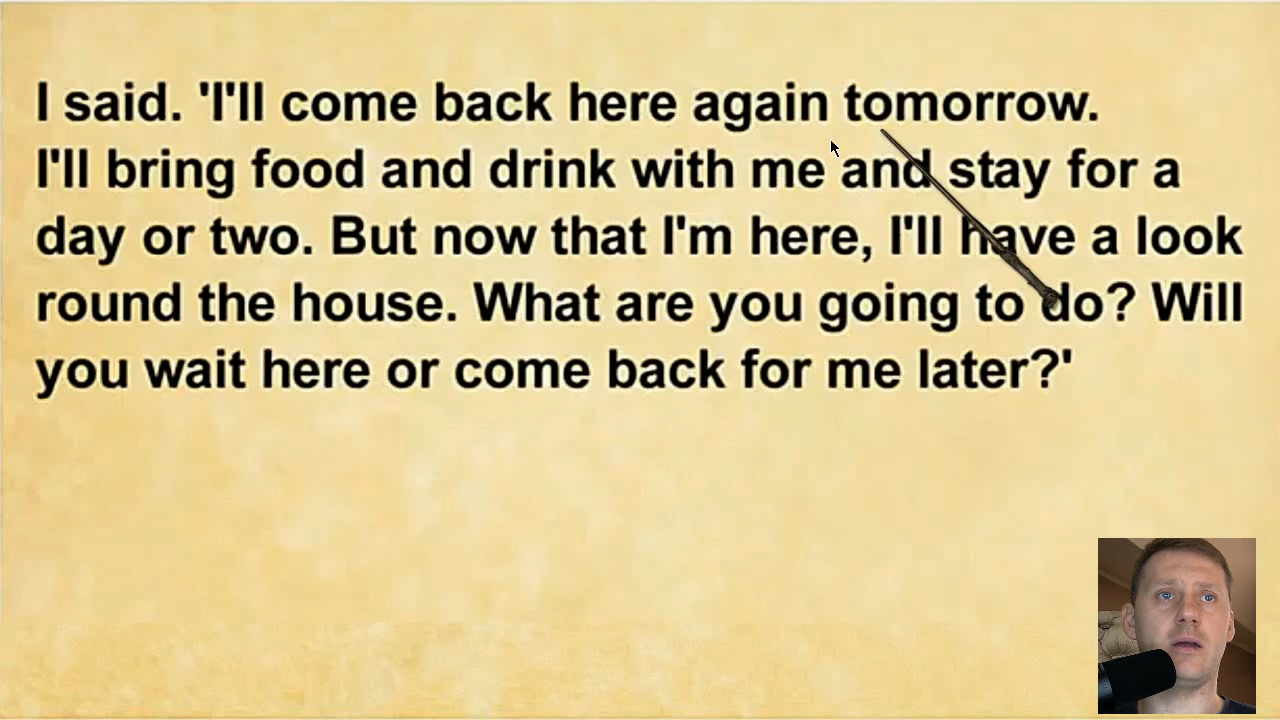 I said. 'I'll come back here again tomorrow.
I'll bring food and drink with me and stay for a
day or two. But now that I'm here, I'll have a look
round the house. What are you going to do? Will
you wait here or come back for me later?'